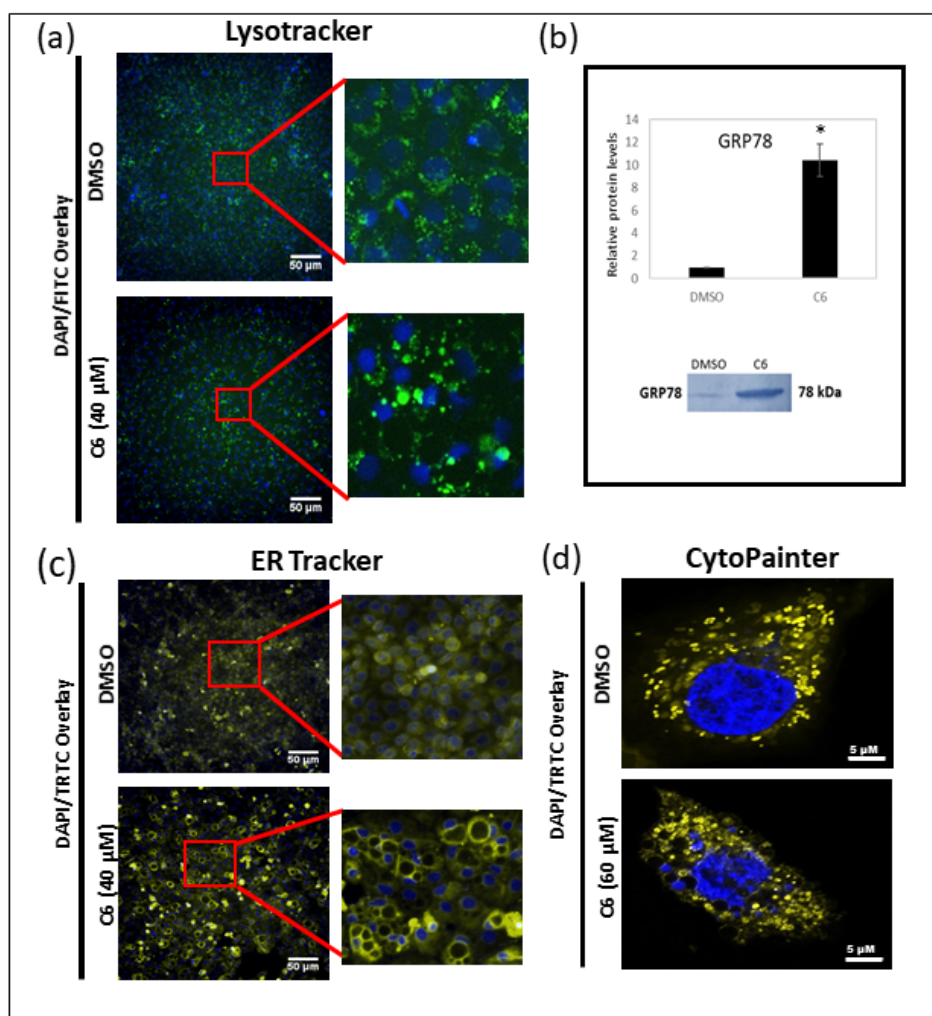 (a)
Lysotracker
DAPI/FITC Overlay
DMSO
50 µm
C6 (40 µM)
50 µm
(b)
GRP78
*
Relative protein levels
14
12
10
8
6
4
2
0
DMSO C6
DMSO C6
GRP78 78 kDa
(c)
ER Tracker
DAPI/TRTC Overlay
DMSO
50 µm
C6 (40 µM)
50 µm
(d)
CytoPainter
DAPI/TRTC Overlay
DMSO
5 µM
C6 (60 µM)
5 µM